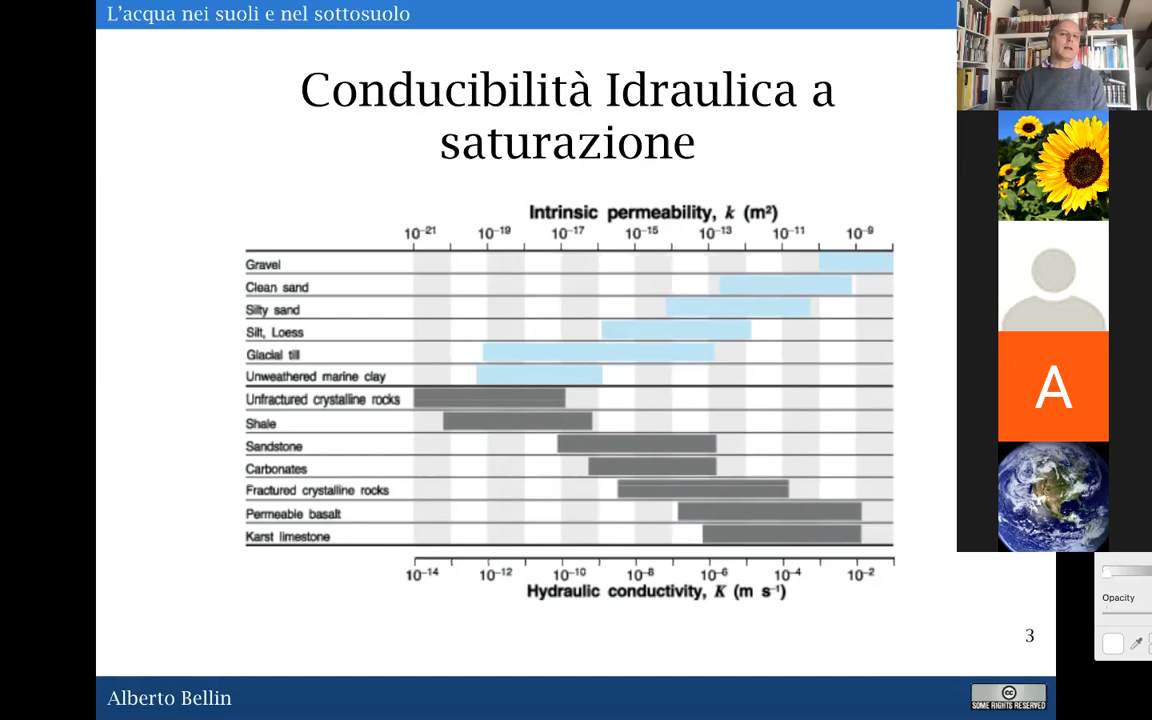 L'acqua nei suoli e nel sottosuolo
Conducibilità Idraulica a
saturazione
Intrinsic permeability, k (m²)
10⁻²¹ 10⁻¹⁹ 10⁻¹⁷ 10⁻¹⁵ 10⁻¹³ 10⁻¹¹ 10⁻⁹
Gravel
Clean sand
Silty sand
Silt, Loess
Glacial till
Unweathered marine clay
Unfractured crystalline rocks
Shale
Sandstone
Carbonates
Fractured crystalline rocks
Permeable basalt
Karst limestone
10⁻¹⁴ 10⁻¹² 10⁻¹⁰ 10⁻⁸ 10⁻⁶ 10⁻⁴ 10⁻²
Hydraulic conductivity, K (m s⁻¹)
3
Alberto Bellin
cc
SOME RIGHTS RESERVED
A
Opacity